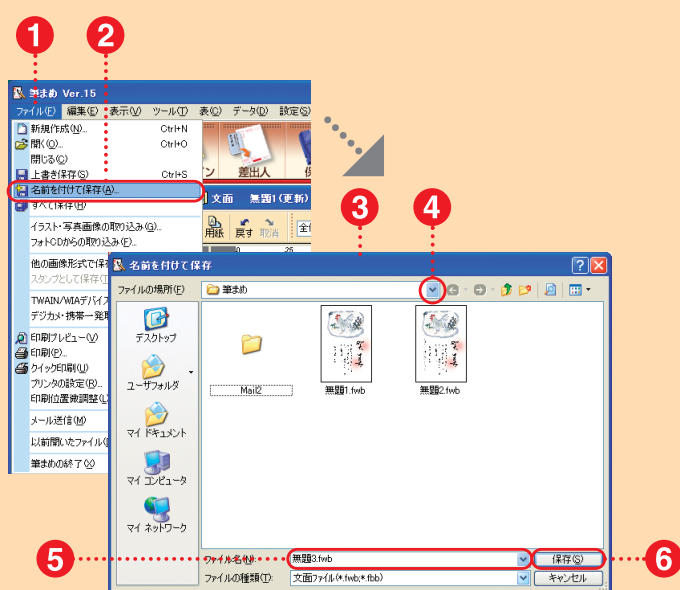 1
2
筆まめ Ver.15
ファイル(F) 編集(E) 表示(V) ツール(T) 表(C) データ(D) 設定(S)
新規作成(N)... Ctrl+N
開く(O)... Ctrl+O
閉じる(C)
上書き保存(S) Ctrl+S
名前を付けて保存(A)...
すべて保存(H)
イラスト・写真画像の取り込み(G)...
フォトCDからの取り込み(E)...
他の画像形式で保存
スタンプとして保存(T)
TWAIN/WIAデバイス
デジカメ・携帯一発取
印刷プレビュー(V)
印刷(P)...
クイック印刷(U)
プリンタの設定(R)...
印刷位置微調整(L)
メール送信(M)
以前開いたファイル(
筆まめの終了(X)
ン 差出人
文面 無題1(更新)
用紙 戻す 取消
25
3
4
名前を付けて保存
ファイルの場所(I): 筆まめ
デスクトップ
ユーザフォルダ
マイ ドキュメント
マイ コンピュータ
マイ ネットワーク
Mail2 無題1.fwb 無題2.fwb
5
ファイル名(N): 無題3.fwb 保存(S)
6
ファイルの種類(T): 文面ファイル(*.fwb;*.fbb) キャンセル